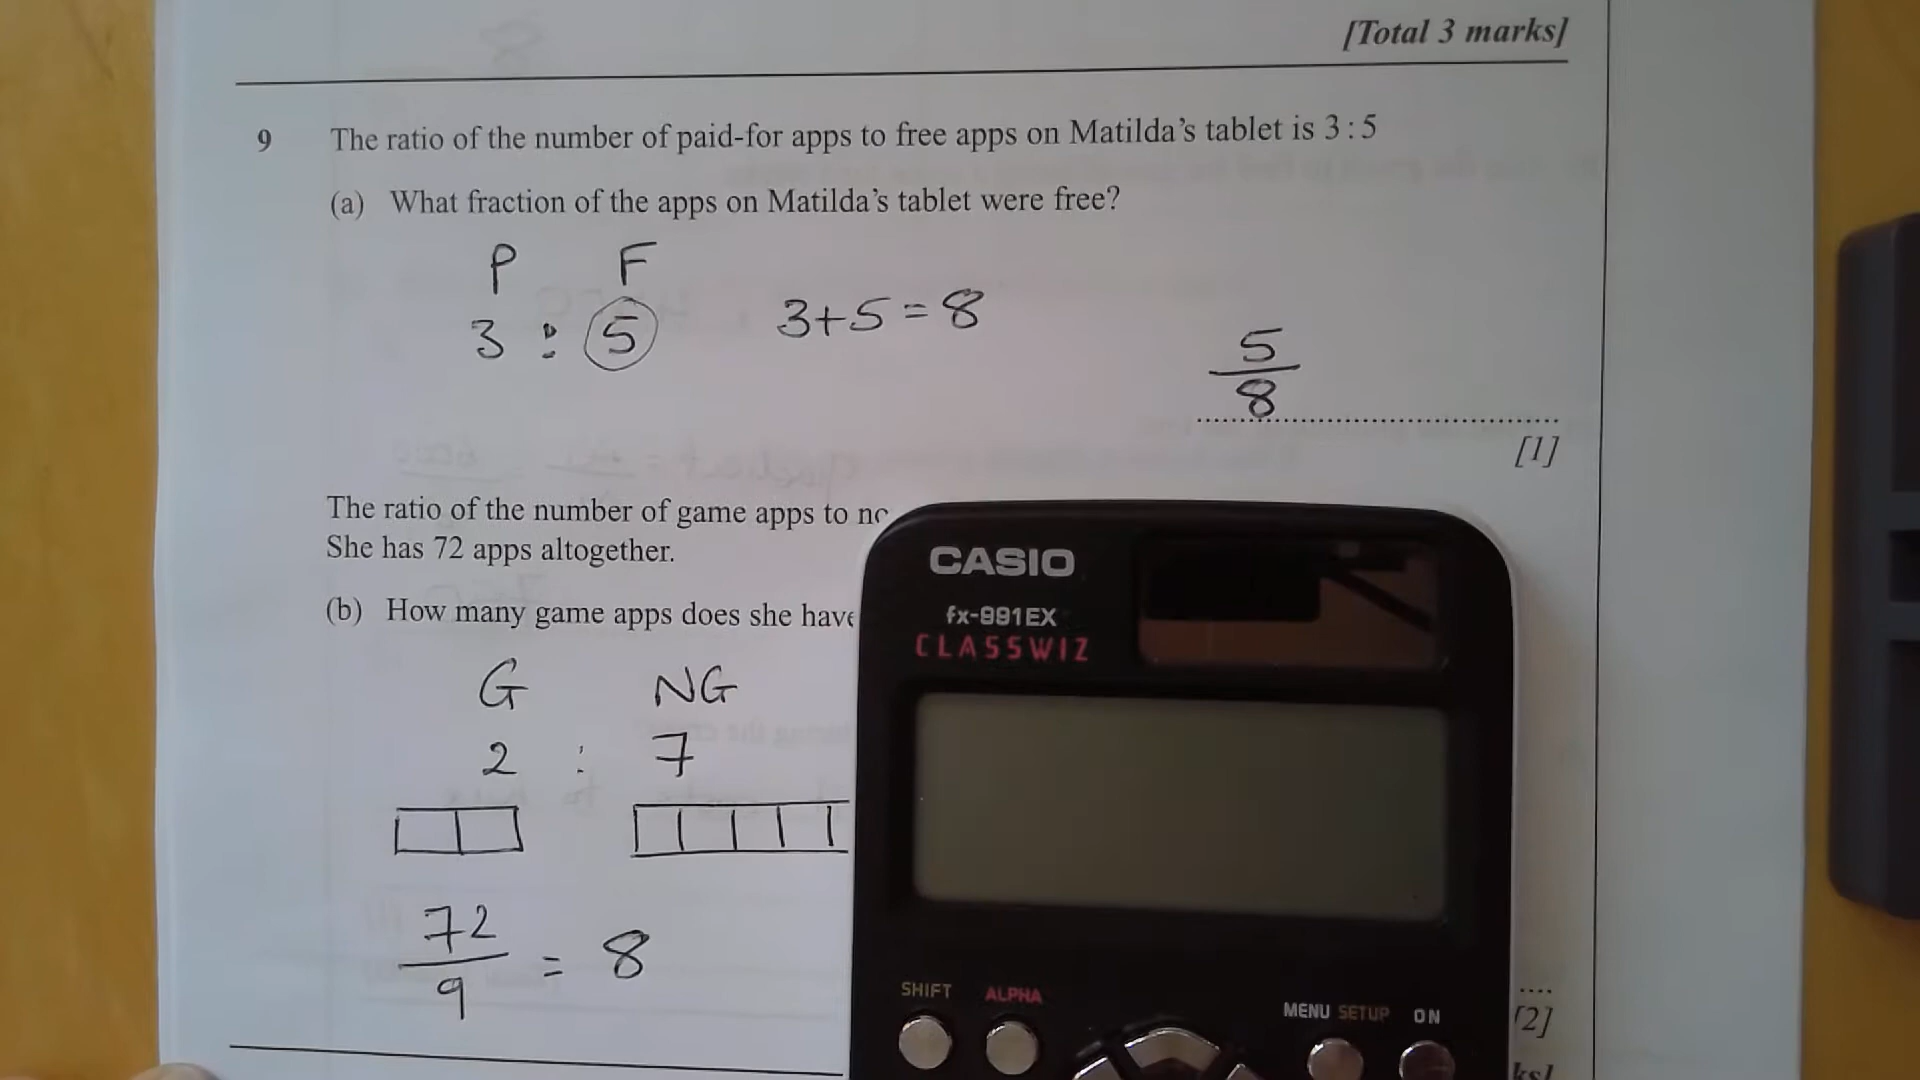 [Total 3 marks]
9 The ratio of the number of paid-for apps to free apps on Matilda's tablet is 3 : 5
(a) What fraction of the apps on Matilda's tablet were free?
P F
3 : 5 3+5=8
5
8
[1]
The ratio of the number of game apps to
She has 72 apps altogether.
(b) How many game apps does she have
G NG
2 : 7
72
9
= 8
CASIO
fx-991EX
CLASSWIZ
SHIFT ALPHA MENU SETUP ON
[2]